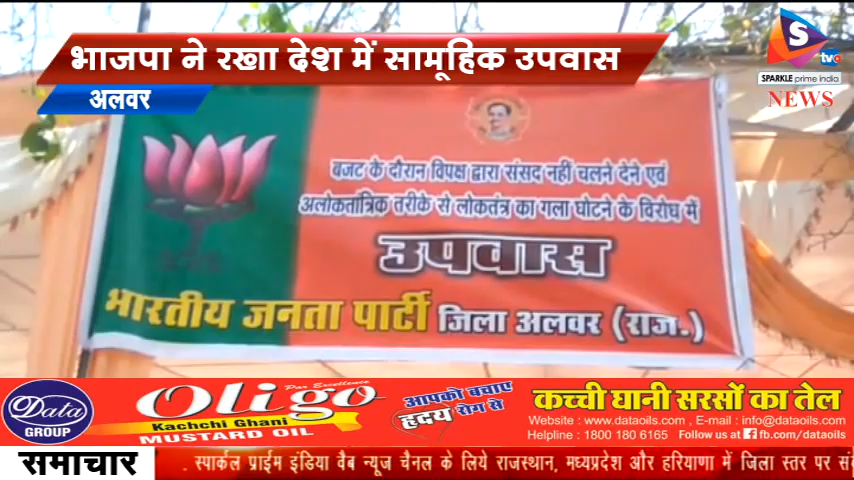 भाजपा ने रखा देश में सामूहिक उपवास
अलवर
S
tv
SPARKLE prime india
NEWS
बजट के दौरान विपक्ष द्वारा संसद नहीं चलने देने एवं
अलोकतांत्रिक तरीके से लोकतंत्र का गला घोटने के विरोध में
उपवास
भारतीय जनता पार्टी जिला अलवर (राज.)
Data
GROUP
Par Excellence
Oligo
Kachchi Ghani
MUSTARD OIL
आपको बचाए
हृदय रोग से
कच्ची घानी सरसों का तेल
Website : www.dataoils.com , E-mail : info@dataoils.com
Helpline : 1800 180 6165 Follow us at fb.com/dataoils
समाचार
. स्पार्कल प्राईम इंडिया वैब न्यूज चैनल के लिये राजस्थान, मध्यप्रदेश और हरियाणा में जिला स्तर पर